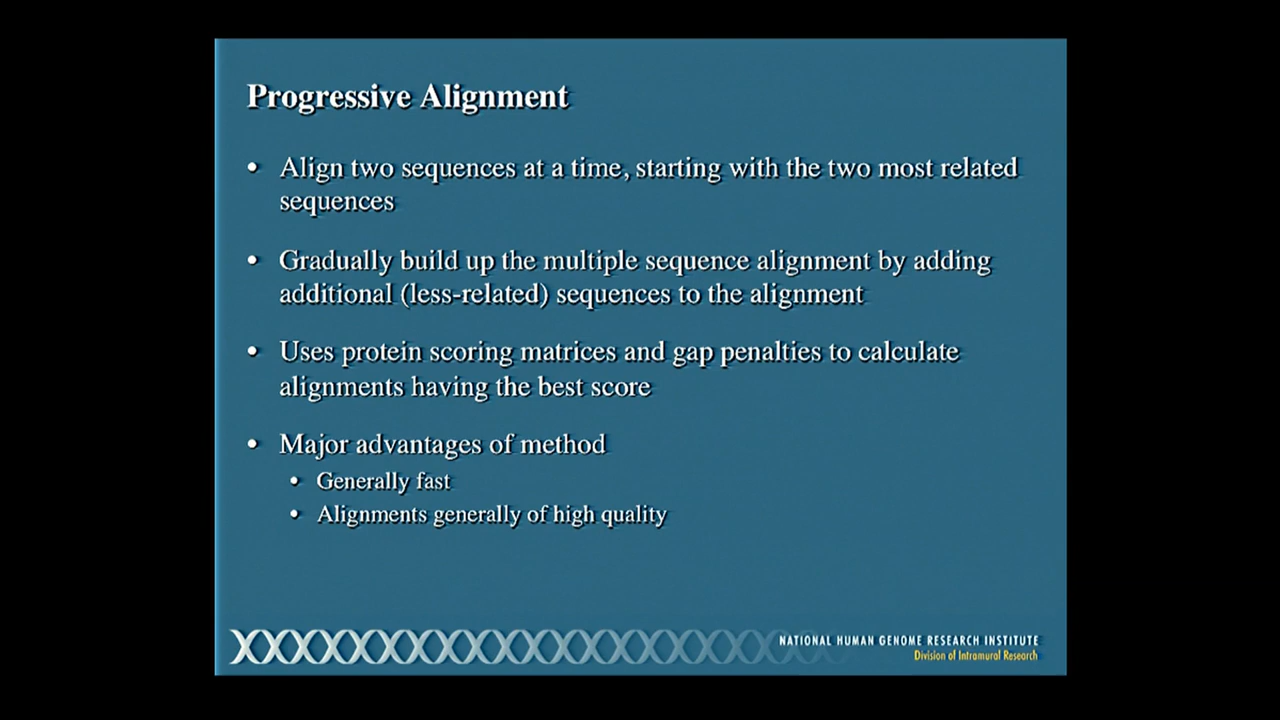 Progressive Alignment
• Align two sequences at a time, starting with the two most related
sequences
• Gradually build up the multiple sequence alignment by adding
additional (less-related) sequences to the alignment
• Uses protein scoring matrices and gap penalties to calculate
alignments having the best score
• Major advantages of method
• Generally fast
• Alignments generally of high quality
NATIONAL HUMAN GENOME RESEARCH INSTITUTE
Division of Intramural Research